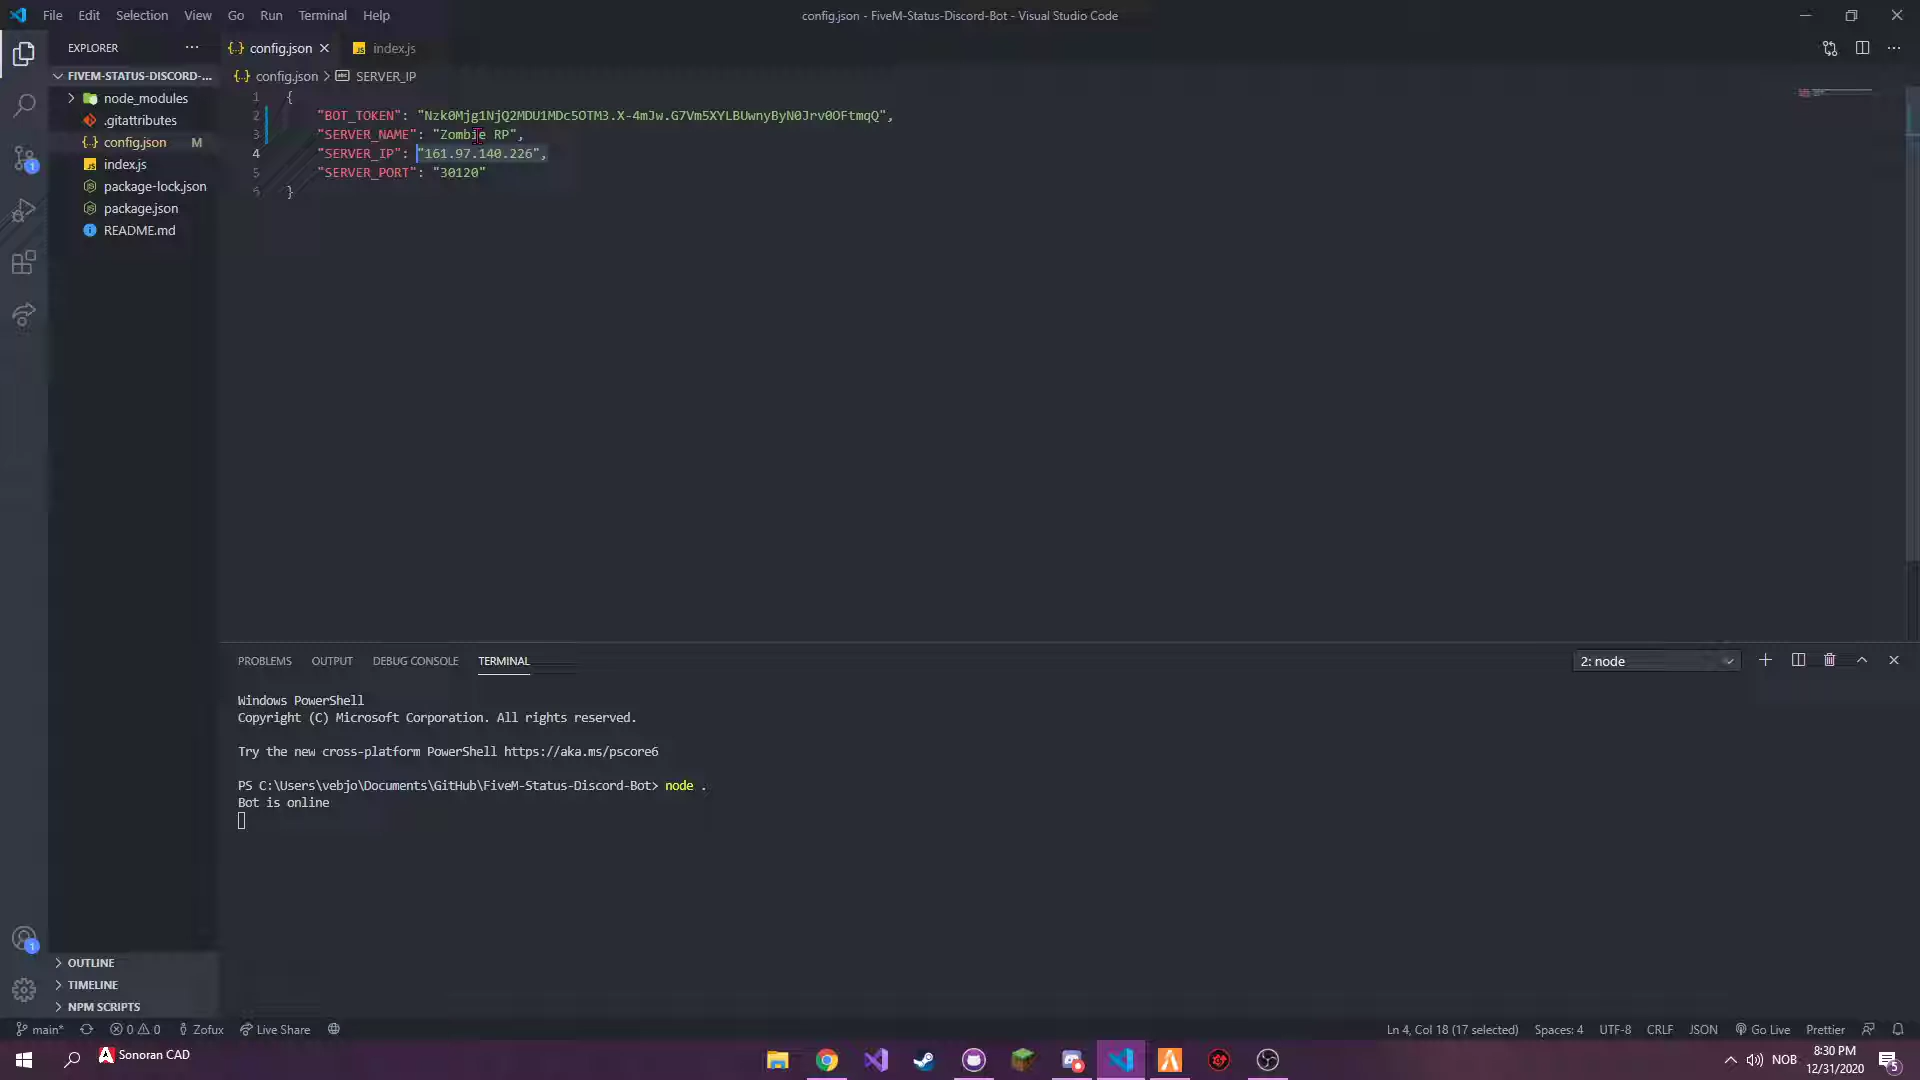 File Edit Selection View Go Run Terminal Help
config.json - FiveM-Status-Discord-Bot - Visual Studio Code
EXPLORER
config.json
index.js
FIVEM-STATUS-DISCORD-...
config.json > SERVER_IP
node_modules
.gitattributes
config.json M
index.js
package-lock.json
package.json
README.md
1 {
2 "BOT_TOKEN": "Nzk0Mjg1NjQ2MDU1MDc5OTM3.X-4mJw.G7Vm5XYLBUwnyByN0Jrv0OFtmqQ",
3 "SERVER_NAME": "Zombie RP",
4 "SERVER_IP": "161.97.140.226",
5 "SERVER_PORT": "30120"
6 }
1
PROBLEMS OUTPUT DEBUG CONSOLE TERMINAL
2: node
Windows PowerShell
Copyright (C) Microsoft Corporation. All rights reserved.
Try the new cross-platform PowerShell https://aka.ms/pscore6
PS C:\Users\vebjo\Documents\GitHub\FiveM-Status-Discord-Bot> node .
Bot is online
1
OUTLINE
TIMELINE
NPM SCRIPTS
main* 0 0 Zofux Live Share
Ln 4, Col 18 (17 selected) Spaces: 4 UTF-8 CRLF JSON Go Live Prettier
Sonoran CAD
NOB
8:30 PM
12/31/2020
5